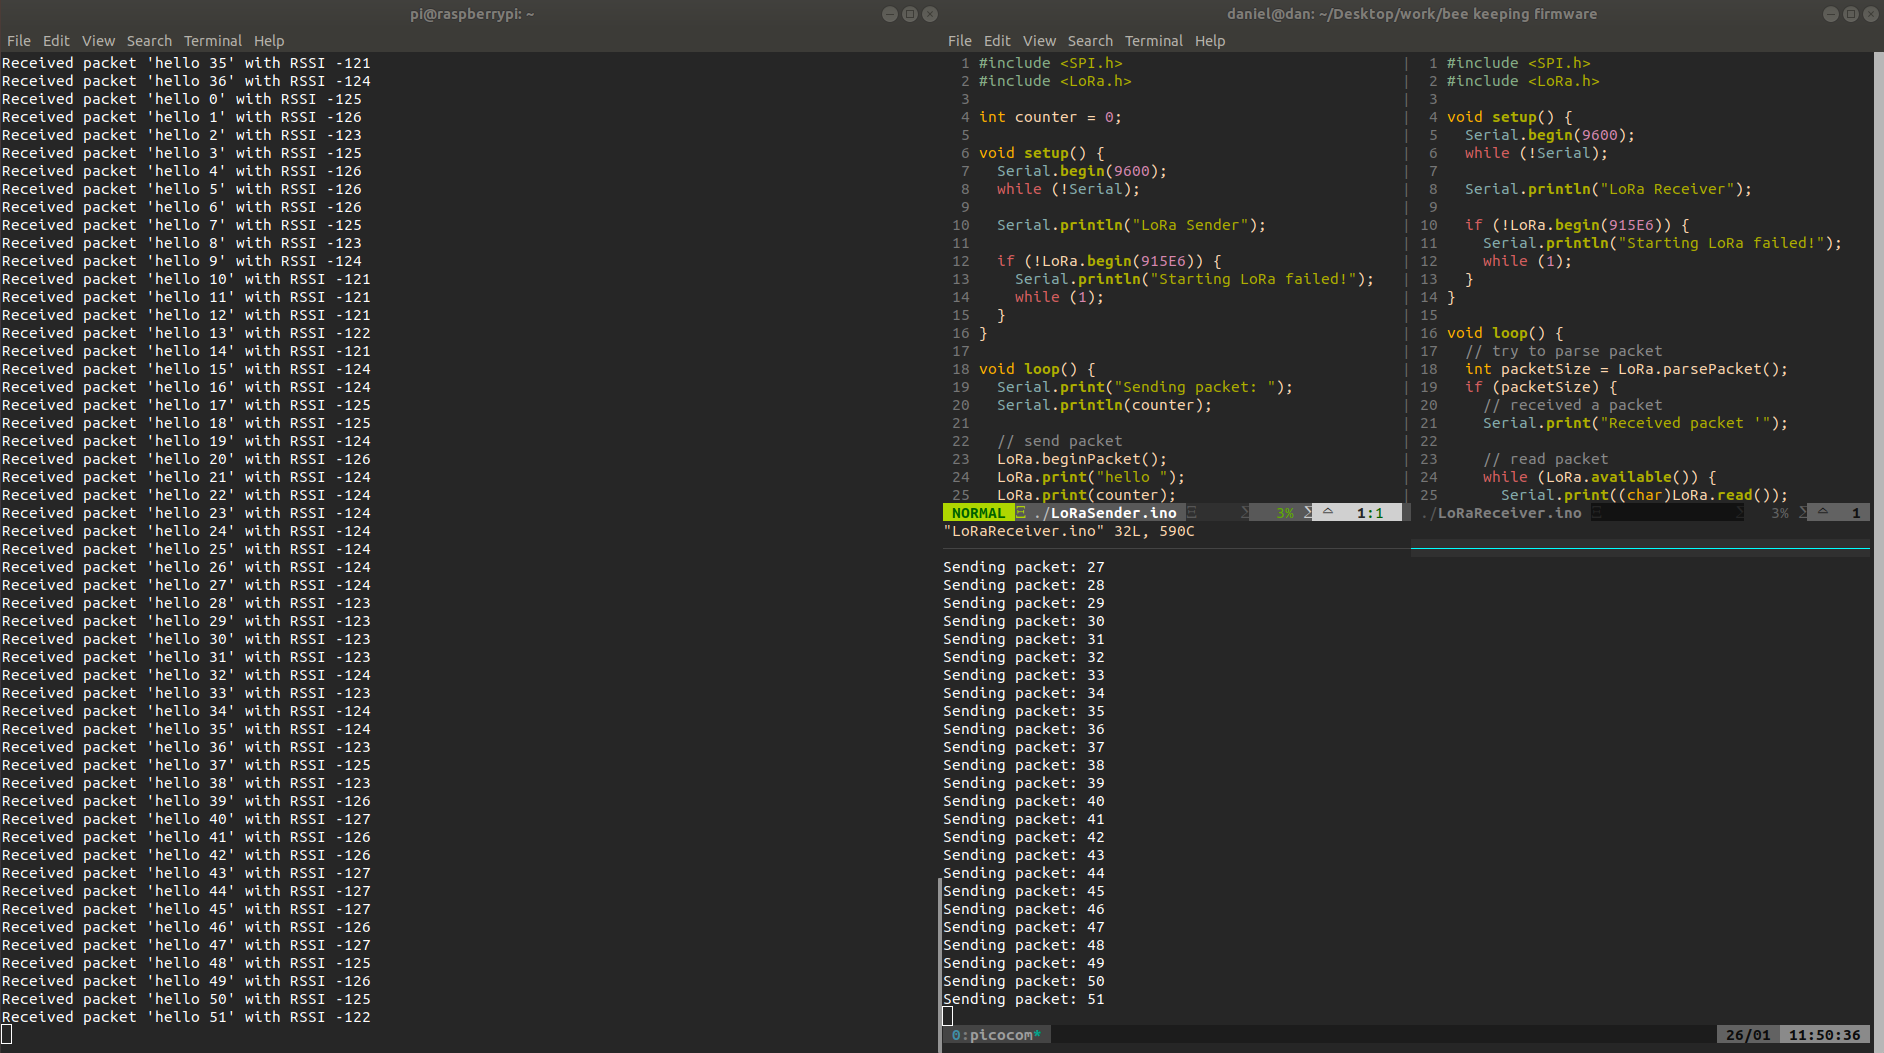 pi@raspberrypi: ~
File Edit View Search Terminal Help
Received packet 'hello 35' with RSSI -121
Received packet 'hello 36' with RSSI -124
Received packet 'hello 0' with RSSI -125
Received packet 'hello 1' with RSSI -126
Received packet 'hello 2' with RSSI -123
Received packet 'hello 3' with RSSI -125
Received packet 'hello 4' with RSSI -126
Received packet 'hello 5' with RSSI -126
Received packet 'hello 6' with RSSI -126
Received packet 'hello 7' with RSSI -125
Received packet 'hello 8' with RSSI -123
Received packet 'hello 9' with RSSI -124
Received packet 'hello 10' with RSSI -121
Received packet 'hello 11' with RSSI -121
Received packet 'hello 12' with RSSI -121
Received packet 'hello 13' with RSSI -122
Received packet 'hello 14' with RSSI -121
Received packet 'hello 15' with RSSI -124
Received packet 'hello 16' with RSSI -124
Received packet 'hello 17' with RSSI -125
Received packet 'hello 18' with RSSI -125
Received packet 'hello 19' with RSSI -124
Received packet 'hello 20' with RSSI -126
Received packet 'hello 21' with RSSI -124
Received packet 'hello 22' with RSSI -124
Received packet 'hello 23' with RSSI -124
Received packet 'hello 24' with RSSI -124
Received packet 'hello 25' with RSSI -124
Received packet 'hello 26' with RSSI -124
Received packet 'hello 27' with RSSI -124
Received packet 'hello 28' with RSSI -123
Received packet 'hello 29' with RSSI -123
Received packet 'hello 30' with RSSI -123
Received packet 'hello 31' with RSSI -123
Received packet 'hello 32' with RSSI -124
Received packet 'hello 33' with RSSI -123
Received packet 'hello 34' with RSSI -124
Received packet 'hello 35' with RSSI -124
Received packet 'hello 36' with RSSI -123
Received packet 'hello 37' with RSSI -125
Received packet 'hello 38' with RSSI -123
Received packet 'hello 39' with RSSI -126
Received packet 'hello 40' with RSSI -127
Received packet 'hello 41' with RSSI -126
Received packet 'hello 42' with RSSI -126
Received packet 'hello 43' with RSSI -127
Received packet 'hello 44' with RSSI -127
Received packet 'hello 45' with RSSI -127
Received packet 'hello 46' with RSSI -126
Received packet 'hello 47' with RSSI -127
Received packet 'hello 48' with RSSI -125
Received packet 'hello 49' with RSSI -126
Received packet 'hello 50' with RSSI -125
Received packet 'hello 51' with RSSI -122
daniel@dan: ~/Desktop/work/bee keeping firmware
File Edit View Search Terminal Help
1 #include <SPI.h>
2 #include <LoRa.h>
3
4 int counter = 0;
5
6 void setup() {
7   Serial.begin(9600);
8   while (!Serial);
9
10   Serial.println("LoRa Sender");
11
12   if (!LoRa.begin(915E6)) {
13     Serial.println("Starting LoRa failed!");
14     while (1);
15   }
16 }
17
18 void loop() {
19   Serial.print("Sending packet: ");
20   Serial.println(counter);
21
22   // send packet
23   LoRa.beginPacket();
24   LoRa.print("hello ");
25   LoRa.print(counter);
NORMAL ./LoRaSender.ino 3% 1:1
"LoRaReceiver.ino" 32L, 590C
1 #include <SPI.h>
2 #include <LoRa.h>
3
4 void setup() {
5   Serial.begin(9600);
6   while (!Serial);
7
8   Serial.println("LoRa Receiver");
9
10   if (!LoRa.begin(915E6)) {
11     Serial.println("Starting LoRa failed!");
12     while (1);
13   }
14 }
15
16 void loop() {
17   // try to parse packet
18   int packetSize = LoRa.parsePacket();
19   if (packetSize) {
20     // received a packet
21     Serial.print("Received packet '");
22
23     // read packet
24     while (LoRa.available()) {
25       Serial.print((char)LoRa.read());
./LoRaReceiver.ino 3% 1
Sending packet: 27
Sending packet: 28
Sending packet: 29
Sending packet: 30
Sending packet: 31
Sending packet: 32
Sending packet: 33
Sending packet: 34
Sending packet: 35
Sending packet: 36
Sending packet: 37
Sending packet: 38
Sending packet: 39
Sending packet: 40
Sending packet: 41
Sending packet: 42
Sending packet: 43
Sending packet: 44
Sending packet: 45
Sending packet: 46
Sending packet: 47
Sending packet: 48
Sending packet: 49
Sending packet: 50
Sending packet: 51
0:picocom* 26/01 11:50:36